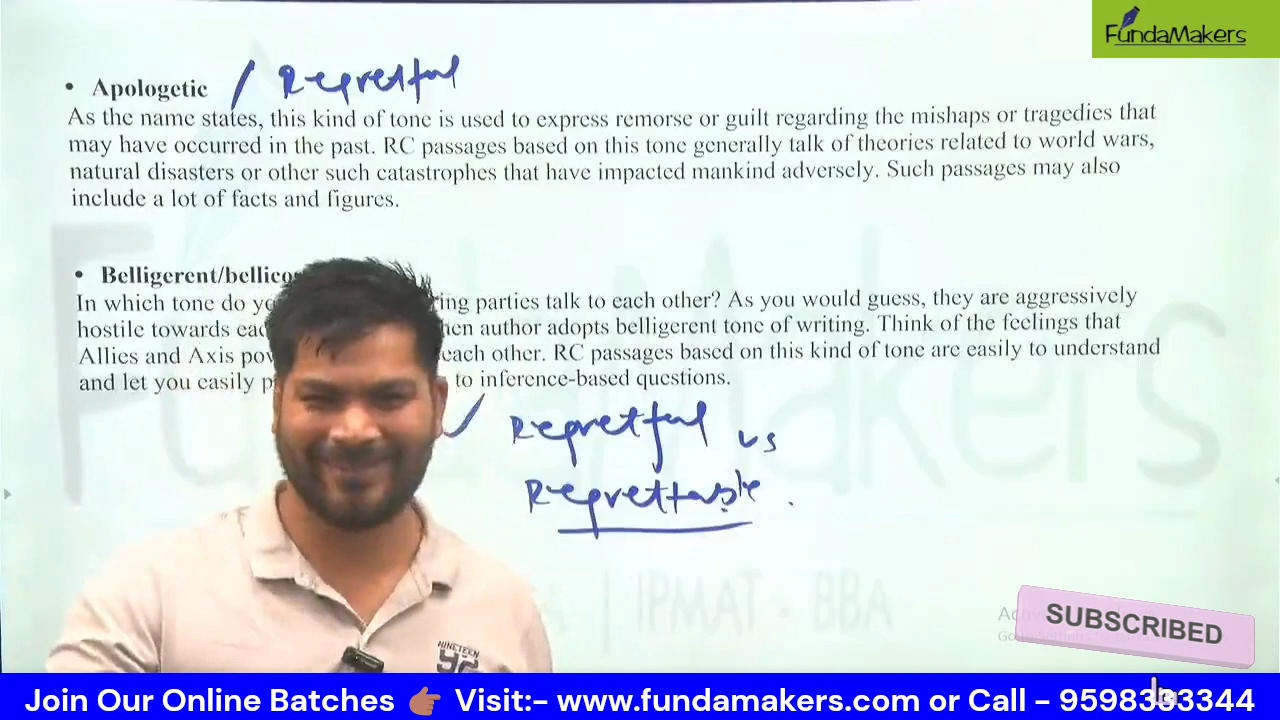 FundaMakers
• Apologetic / Regretful
As the name states, this kind of tone is used to express remorse or guilt regarding the mishaps or tragedies that
may have occurred in the past. RC passages based on this tone generally talk of theories related to world wars,
natural disasters or other such catastrophes that have impacted mankind adversely. Such passages may also
include a lot of facts and figures.
• Belligerent/bellico
In which tone do ring parties talk to each other? As you would guess, they are aggressively
hostile towards hen author adopts belligerent tone of writing. Think of the feelings that
Allies and Axis each other. RC passages based on this kind of tone are easily to understand
and let you easily to inference-based questions.
Regretful vs
Regrettable.
| IPMAT • BBA
SUBSCRIBED
Join Our Online Batches 👉🏽 Visit:- www.fundamakers.com or Call - 9598333344